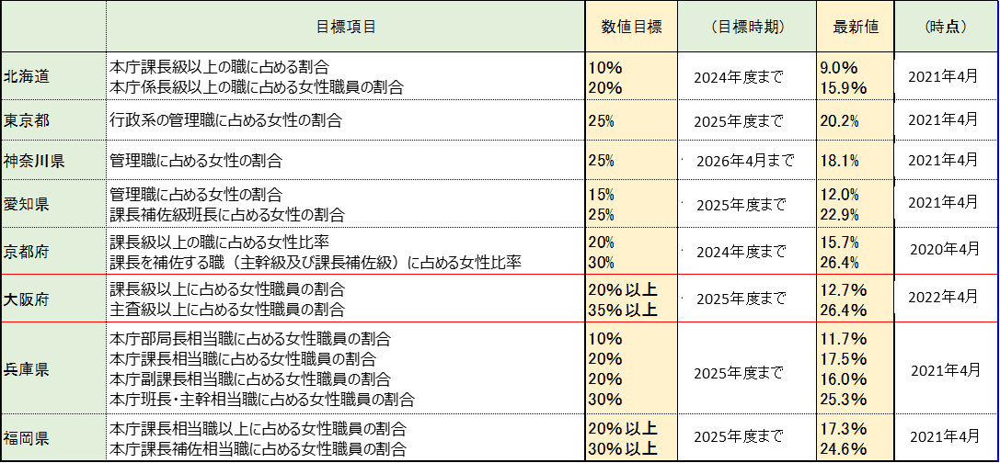 目標項目 数値目標 （目標時期） 最新値 （時点）
北海道 本庁課長級以上の職に占める割合 10% 2024年度まで 9.0% 2021年4月
本庁係長級以上の職に占める女性職員の割合 20% 15.9%
東京都 行政系の管理職に占める女性の割合 25% 2025年度まで 20.2% 2021年4月
神奈川県 管理職に占める女性の割合 25% 2026年4月まで 18.1% 2021年4月
愛知県 管理職に占める女性の割合 15% 2025年度まで 12.0% 2021年4月
課長補佐級班長に占める女性の割合 25% 22.9%
京都府 課長級以上の職に占める女性比率 20% 2024年度まで 15.7% 2020年4月
課長を補佐する職（主幹級及び課長補佐級）に占める女性比率 30% 26.4%
大阪府 課長級以上に占める女性職員の割合 20%以上 2025年度まで 12.7% 2022年4月
主査級以上に占める女性職員の割合 35%以上 26.4%
兵庫県 本庁部局長相当職に占める女性職員の割合 10% 2025年度まで 11.7% 2021年4月
本庁課長相当職に占める女性職員の割合 20% 17.5%
本庁副課長相当職に占める女性職員の割合 20% 16.0%
本庁班長・主幹相当職に占める女性職員の割合 30% 25.3%
福岡県 本庁課長相当職以上に占める女性職員の割合 20%以上 2025年度まで 17.3% 2021年4月
本庁課長補佐相当職に占める女性職員の割合 30%以上 24.6%